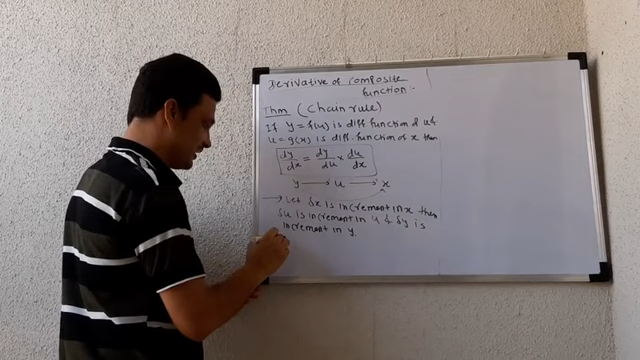 Derivative of composite
function :-
Thm (Chain rule)
If y = f(u) is diff function of u &
u = g(x) is diff. function of x then
dy/dx = dy/du × du/dx
y → u → x
→ Let δx is increment in x then
δu is increment in u & δy is
increment in y.